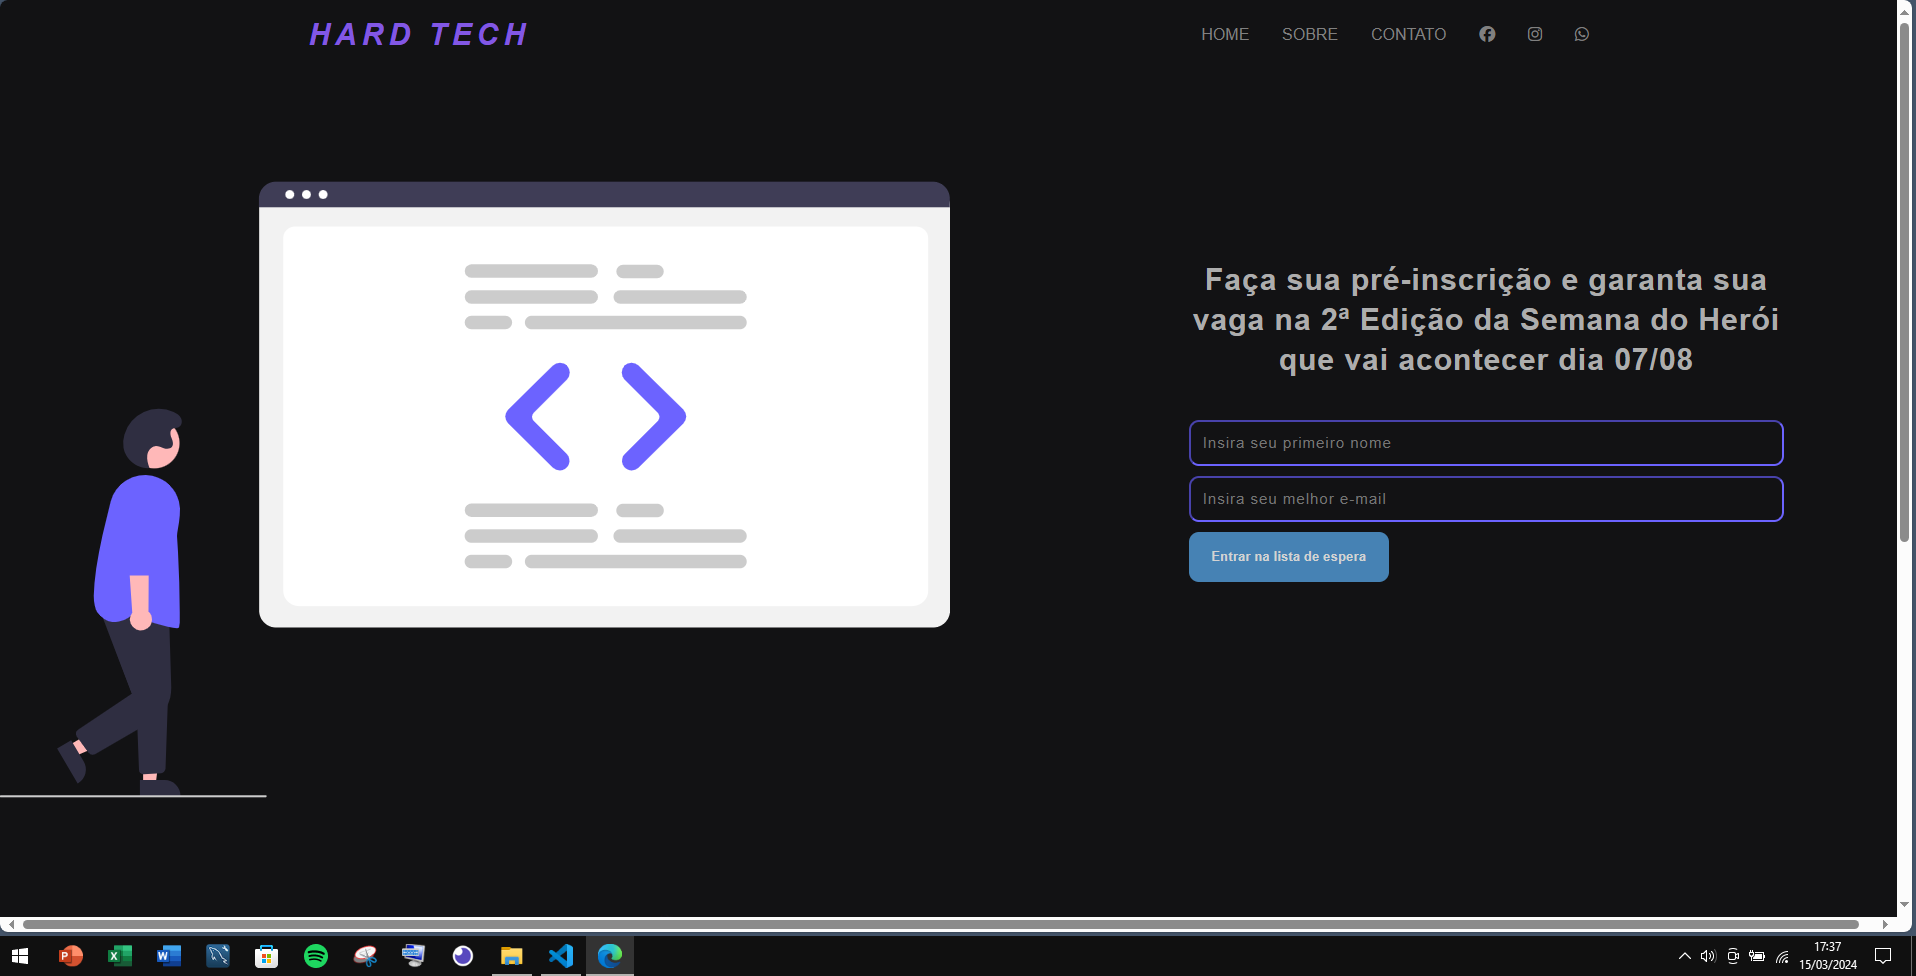 HARD TECH
HOME SOBRE CONTATO
Faça sua pré-inscrição e garanta sua
vaga na 2ª Edição da Semana do Herói
que vai acontecer dia 07/08
Insira seu primeiro nome
Insira seu melhor e-mail
Entrar na lista de espera
17:37
15/03/2024